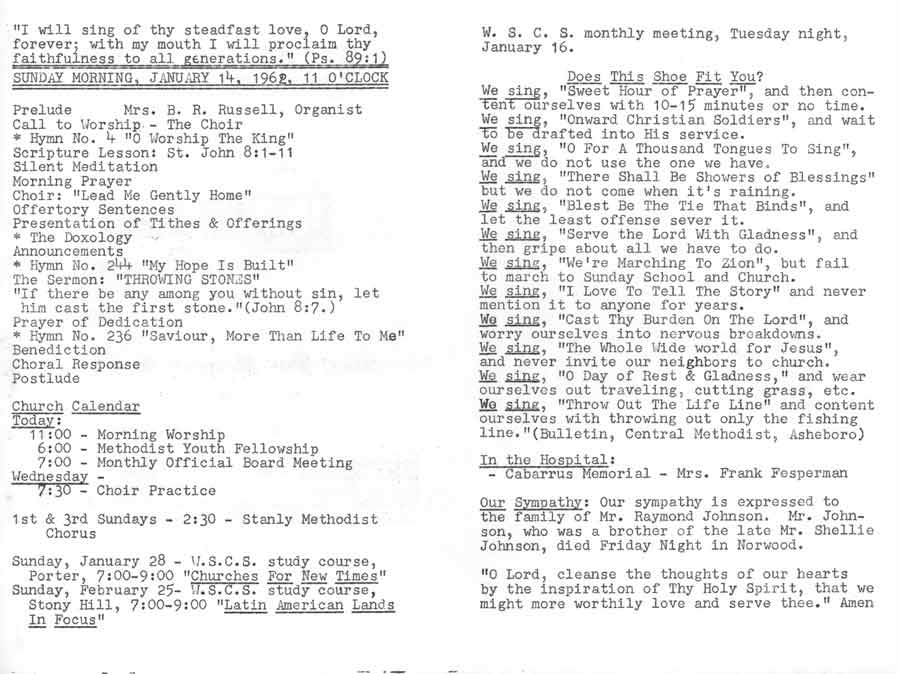 "I will sing of thy steadfast love, O Lord,
forever; with my mouth I will proclaim thy
faithfulness to all generations." (Ps. 89:1)
SUNDAY MORNING, JANUARY 14, 1962, 11 O'CLOCK
Prelude Mrs. B. R. Russell, Organist
Call to Worship - The Choir
* Hymn No. 4 "O Worship The King"
Scripture Lesson: St. John 8:1-11
Silent Meditation
Morning Prayer
Choir: "Lead Me Gently Home"
Offertory Sentences
Presentation of Tithes & Offerings
* The Doxology
Announcements
* Hymn No. 244 "My Hope Is Built"
The Sermon: "THROWING STONES"
"If there be any among you without sin, let
him cast the first stone."(John 8:7.)
Prayer of Dedication
* Hymn No. 236 "Saviour, More Than Life To Me"
Benediction
Choral Response
Postlude
Church Calendar
Today:
11:00 - Morning Worship
6:00 - Methodist Youth Fellowship
7:00 - Monthly Official Board Meeting
Wednesday -
7:30 - Choir Practice
1st & 3rd Sundays - 2:30 - Stanly Methodist
Chorus
Sunday, January 28 - W.S.C.S. study course,
Porter, 7:00-9:00 "Churches For New Times"
Sunday, February 25- W.S.C.S. study course,
Stony Hill, 7:00-9:00 "Latin American Lands
In Focus"
W. S. C. S. monthly meeting, Tuesday night,
January 16.
Does This Shoe Fit You?
We sing, "Sweet Hour of Prayer", and then con-
tent ourselves with 10-15 minutes or no time.
We sing, "Onward Christian Soldiers", and wait
to be drafted into His service.
We sing, "O For A Thousand Tongues To Sing",
and we do not use the one we have.
We sing, "There Shall Be Showers of Blessings"
but we do not come when it's raining.
We sing, "Blest Be The Tie That Binds", and
let the least offense sever it.
We sing, "Serve the Lord With Gladness", and
then gripe about all we have to do.
We sing, "We're Marching To Zion", but fail
to march to Sunday School and Church.
We sing, "I Love To Tell The Story" and never
mention it to anyone for years.
We sing, "Cast Thy Burden On The Lord", and
worry ourselves into nervous breakdowns.
We sing, "The Whole Wide world for Jesus",
and never invite our neighbors to church.
We sing, "O Day of Rest & Gladness," and wear
ourselves out traveling, cutting grass, etc.
We sing, "Throw Out The Life Line" and content
ourselves with throwing out only the fishing
line."(Bulletin, Central Methodist, Asheboro)
In the Hospital:
- Cabarrus Memorial - Mrs. Frank Fesperman
Our Sympathy: Our sympathy is expressed to
the family of Mr. Raymond Johnson. Mr. John-
son, who was a brother of the late Mr. Shellie
Johnson, died Friday Night in Norwood.
"O Lord, cleanse the thoughts of our hearts
by the inspiration of Thy Holy Spirit, that we
might more worthily love and serve thee." Amen